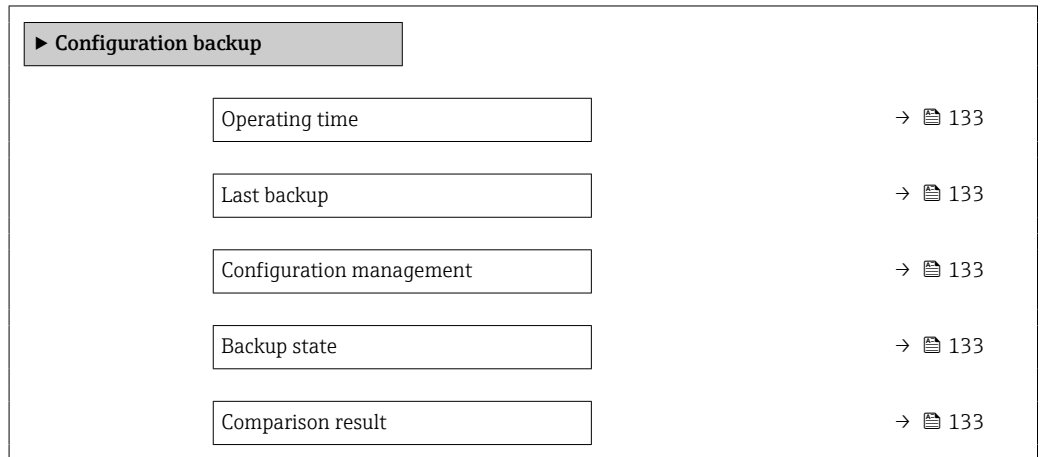 ► Configuration backup
Operating time → 133
Last backup → 133
Configuration management → 133
Backup state → 133
Comparison result → 133